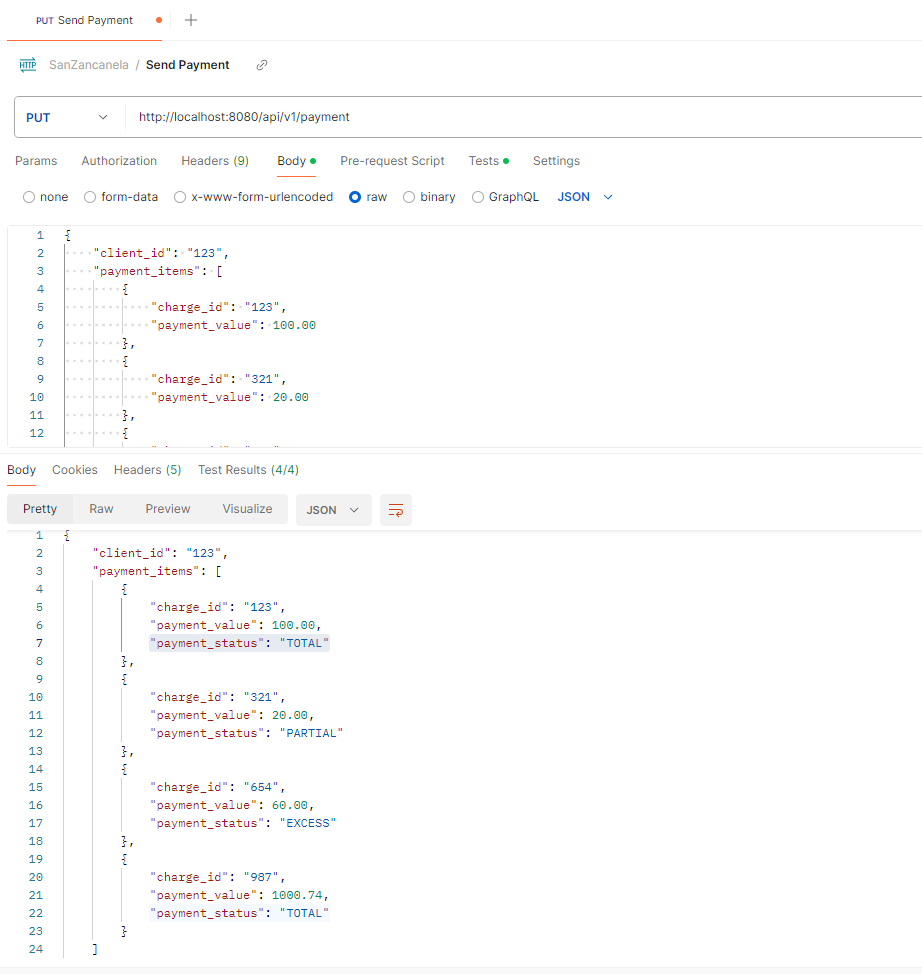 PUT Send Payment
HTTP SanZancanela / Send Payment
PUT http://localhost:8080/api/v1/payment
Params Authorization Headers (9) Body Pre-request Script Tests Settings
none form-data x-www-form-urlencoded raw binary GraphQL JSON
1 {
2 "client_id": "123",
3 "payment_items": [
4 {
5 "charge_id": "123",
6 "payment_value": 100.00
7 },
8 {
9 "charge_id": "321",
10 "payment_value": 20.00
11 },
12 {
Body Cookies Headers (5) Test Results (4/4)
Pretty Raw Preview Visualize JSON
1 {
2 "client_id": "123",
3 "payment_items": [
4 {
5 "charge_id": "123",
6 "payment_value": 100.00,
7 "payment_status": "TOTAL"
8 },
9 {
10 "charge_id": "321",
11 "payment_value": 20.00,
12 "payment_status": "PARTIAL"
13 },
14 {
15 "charge_id": "654",
16 "payment_value": 60.00,
17 "payment_status": "EXCESS"
18 },
19 {
20 "charge_id": "987",
21 "payment_value": 1000.74,
22 "payment_status": "TOTAL"
23 }
24 ]